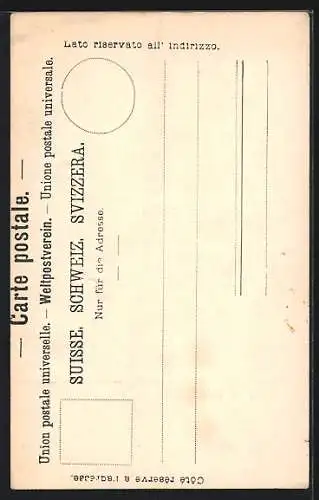 — Carte postale. —
Union postale universelle. — Weltpostverein. — Unione postale universale.
SUISSE. SCHWEIZ. SVIZZERA.
Nur für die Adresse.
Côté réservé à l'adresse.
Lato riservato all' indirizzo.